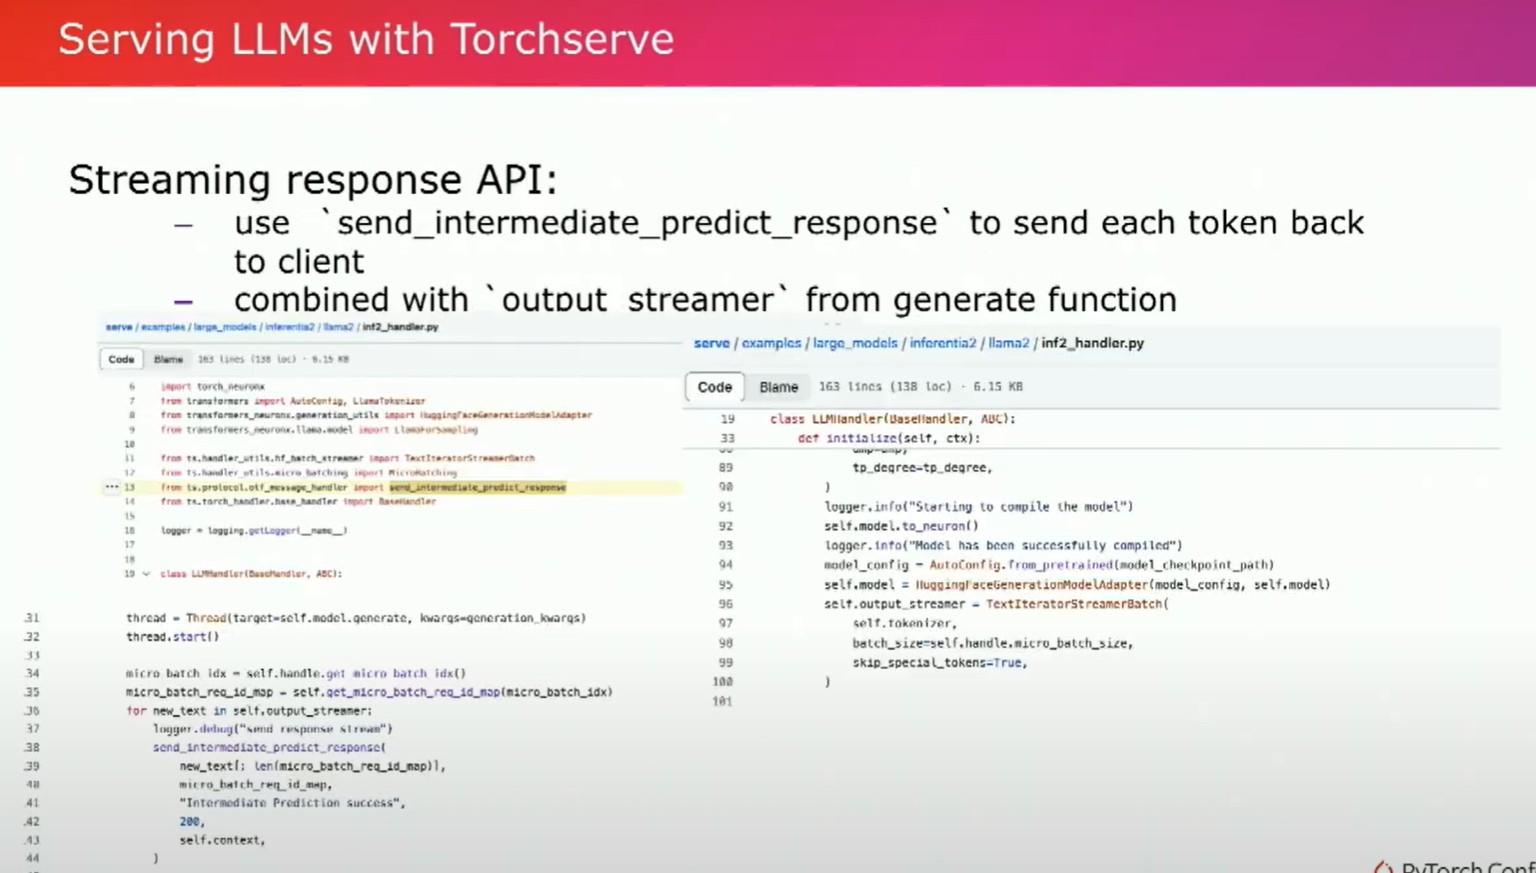 Serving LLMs with Torchserve
Streaming response API:
– use `send_intermediate_predict_response` to send each token back
to client
– combined with `output_streamer` from generate function
serve / examples / large_models / inferentia2 / llama2 / inf2_handler.py
Code Blame 163 lines (138 loc) · 6.15 KB
6 import torch_neuronx
7 from transformers import AutoConfig, LlamaTokenizer
8 from transformers_neuronx.generation_utils import HuggingFaceGenerationModelAdapter
9 from transformers_neuronx.llama.model import LlamaForSampling
10
11 from ts.handler_utils.hf_batch_streamer import TextIteratorStreamerBatch
12 from ts.handler_utils.micro_batching import MicroBatching
··· 13 from ts.protocol.otf_message_handler import send_intermediate_predict_response
14 from ts.torch_handler.base_handler import BaseHandler
15
16 logger = logging.getLogger(__name__)
17
18
19 class LLMHandler(BaseHandler, ABC):
31 thread = Thread(target=self.model.generate, kwargs=generation_kwargs)
32 thread.start()
33
34 micro_batch_idx = self.handle.get_micro_batch_idx()
35 micro_batch_req_id_map = self.get_micro_batch_req_id_map(micro_batch_idx)
36 for new_text in self.output_streamer:
37 logger.debug("send response stream")
38 send_intermediate_predict_response(
39 new_text[: len(micro_batch_req_id_map)],
40 micro_batch_req_id_map,
41 "Intermediate Prediction success",
42 200,
43 self.context,
44 )
serve / examples / large_models / inferentia2 / llama2 / inf2_handler.py
Code Blame 163 lines (138 loc) · 6.15 KB
19 class LLMHandler(BaseHandler, ABC):
33 def initialize(self, ctx):
89 tp_degree=tp_degree,
90 )
91 logger.info("Starting to compile the model")
92 self.model.to_neuron()
93 logger.info("Model has been successfully compiled")
94 model_config = AutoConfig.from_pretrained(model_checkpoint_path)
95 self.model = HuggingFaceGenerationModelAdapter(model_config, self.model)
96 self.output_streamer = TextIteratorStreamerBatch(
97 self.tokenizer,
98 batch_size=self.handle.micro_batch_size,
99 skip_special_tokens=True,
100 )
101
PyTorch Conf